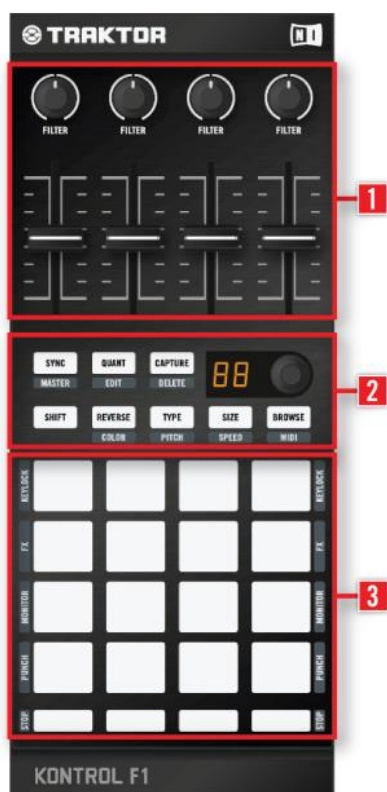 TRAKTOR NI
FILTER FILTER FILTER FILTER
1
SYNC QUANT CAPTURE 88
MASTER EDIT DELETE
2
SHIFT REVERSE TYPE SIZE BROWSE
COLOR PITCH SPEED MIDI
KEYLOCK KEYLOCK
FX FX
MONITOR MONITOR
3
PUNCH PUNCH
STOP STOP
KONTROL F1